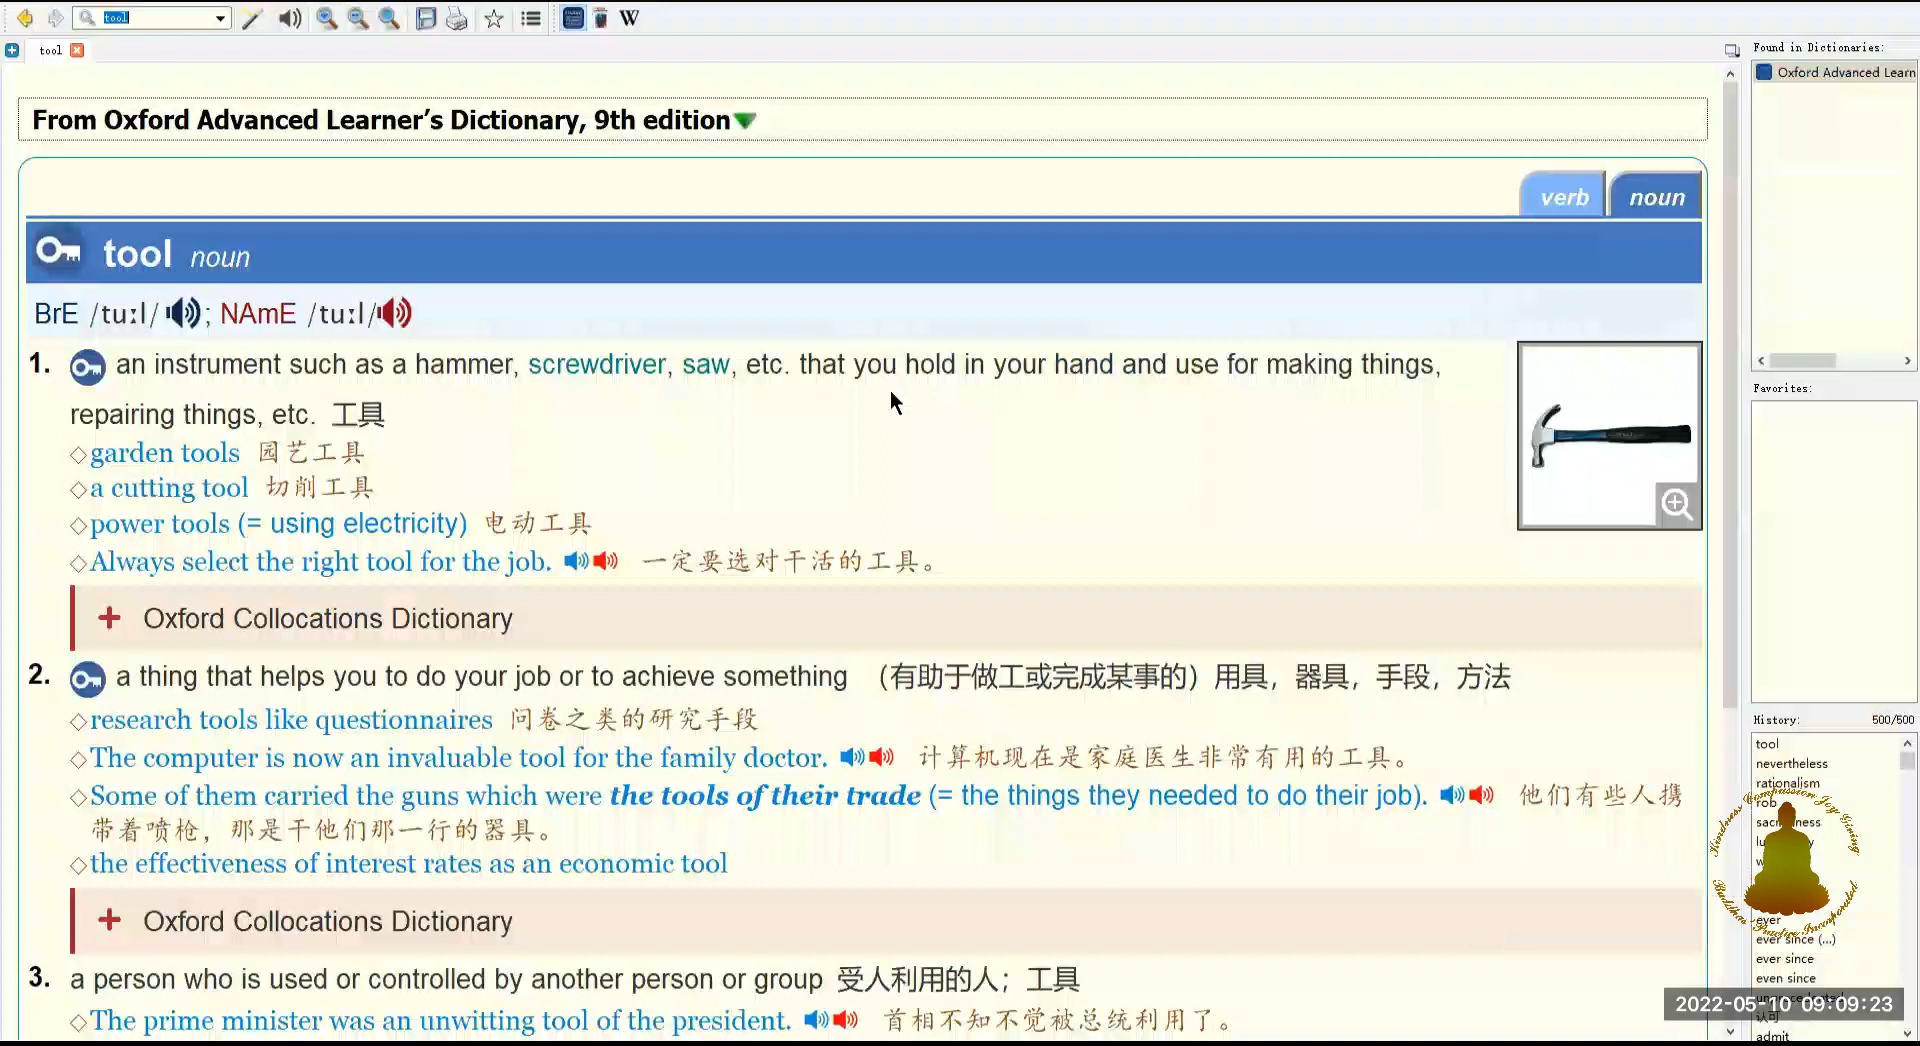 tool
W
tool
Found in Dictionaries:
Oxford Advanced Learn
From Oxford Advanced Learner's Dictionary, 9th edition
verb
noun
tool noun
BrE /tuːl/ ; NAmE /tuːl/
1. an instrument such as a hammer, screwdriver, saw, etc. that you hold in your hand and use for making things,
repairing things, etc. 工具
◇garden tools 园艺工具
◇a cutting tool 切削工具
◇power tools (= using electricity) 电动工具
◇Always select the right tool for the job. 一定要选对干活的工具。
+ Oxford Collocations Dictionary
2. a thing that helps you to do your job or to achieve something （有助于做工或完成某事的）用具，器具，手段，方法
◇research tools like questionnaires 问卷之类的研究手段
◇The computer is now an invaluable tool for the family doctor. 计算机现在是家庭医生非常有用的工具。
◇Some of them carried the guns which were the tools of their trade (= the things they needed to do their job). 他们有些人携
带着喷枪，那是干他们那一行的器具。
◇the effectiveness of interest rates as an economic tool
+ Oxford Collocations Dictionary
3. a person who is used or controlled by another person or group 受人利用的人；工具
◇The prime minister was an unwitting tool of the president. 首相不知不觉被总统利用了。
Favorites:
History: 500/500
tool
nevertheless
rationalism
rob
ever
ever since (...)
ever since
even since
认可
admit
Kindness Compassion Joy Giving
Buddhas' Practice Incorporated
2022-05-10 09:09:23